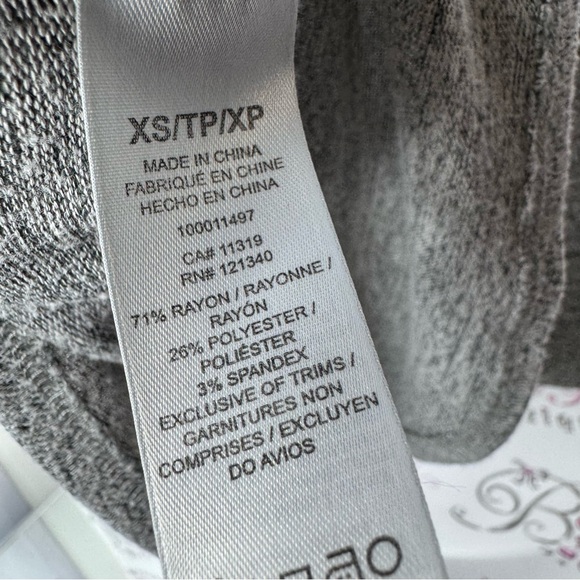 XS/TP/XP
MADE IN CHINA
FABRIQUÉ EN CHINE
HECHO EN CHINA
100011497
CA# 11319
RN# 121340
71% RAYON / RAYONNE /
RAYÓN
26% POLYESTER /
POLIÉSTER
3% SPANDEX
EXCLUSIVE OF TRIMS /
GARNITURES NON
COMPRISES / EXCLUYEN
DO AVIOS